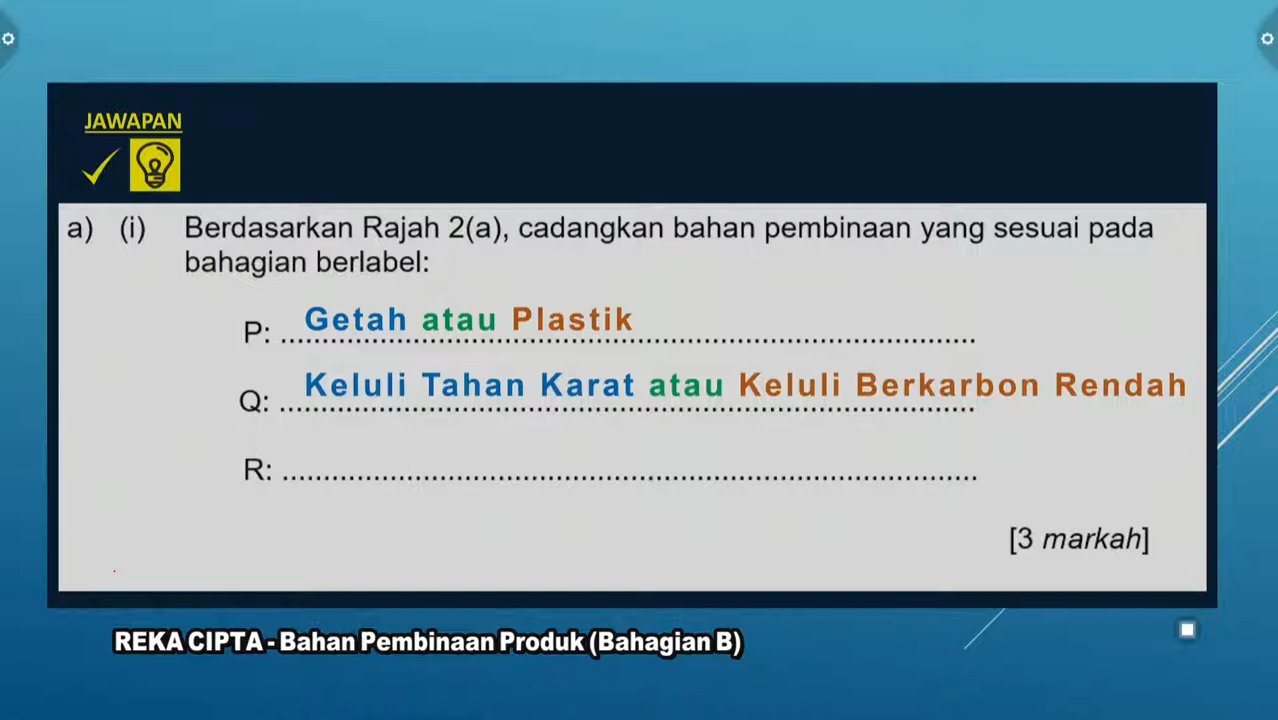 JAWAPAN
a) (i) Berdasarkan Rajah 2(a), cadangkan bahan pembinaan yang sesuai pada
bahagian berlabel:
P: Getah atau Plastik
Q: Keluli Tahan Karat atau Keluli Berkarbon Rendah
R: ....................................................................................
[3 markah]
REKA CIPTA - Bahan Pembinaan Produk (Bahagian B)